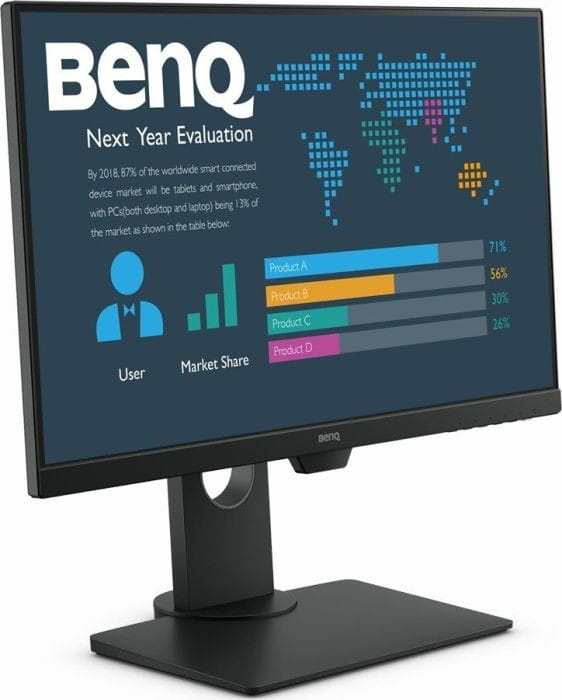 BenQ
Next Year Evaluation
By 2018, 87% of the worldwide smart connected
device market will be tablets and smartphone,
with PCs(both desktop and laptop) being 13% of
the market as shown in the table below:
Product A 71%
Product B 56%
Product C 30%
Product D 26%
User
Market Share
BenQ